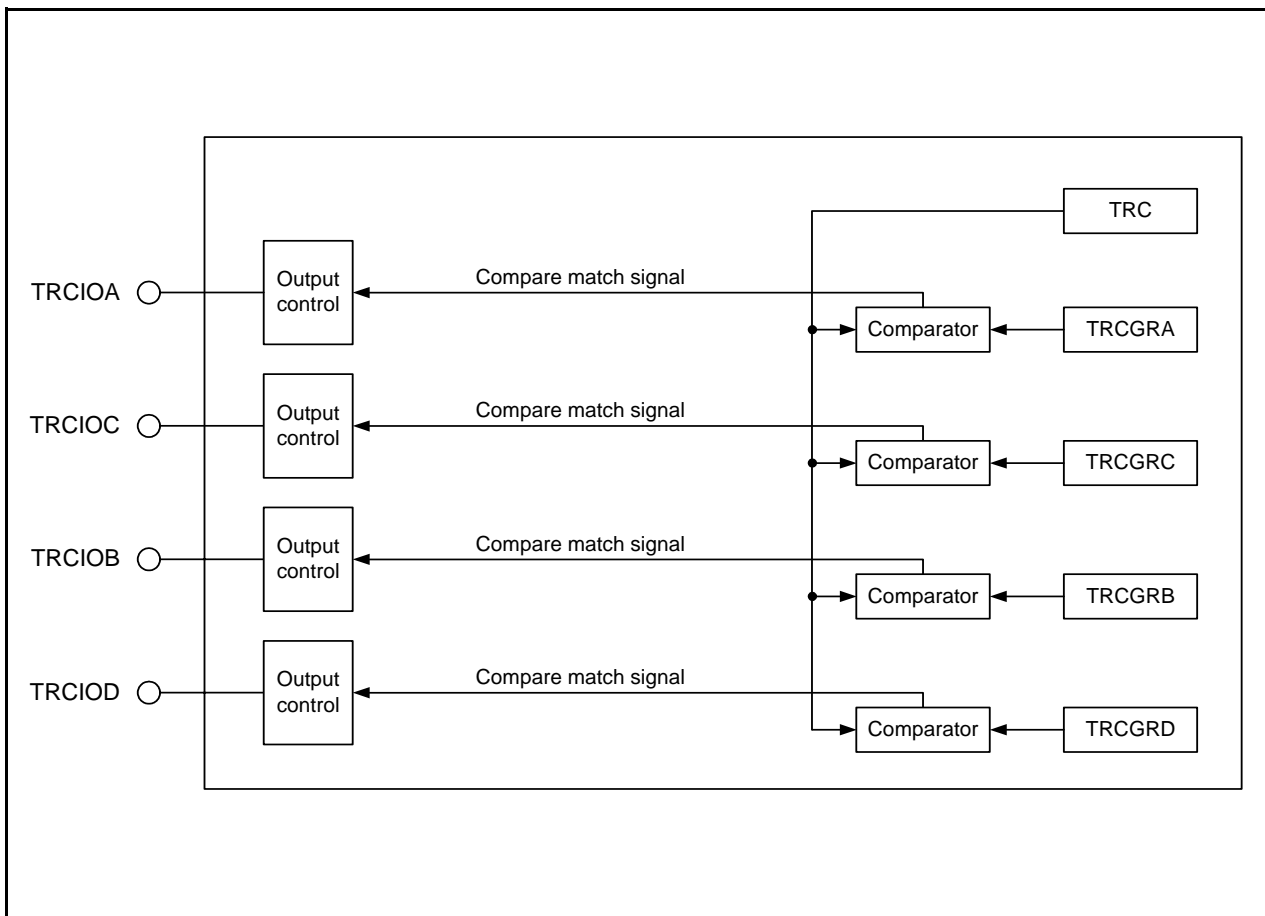 TRC
TRCIOA
Output
control
Compare match signal
Comparator
TRCGRA
TRCIOC
Output
control
Compare match signal
Comparator
TRCGRC
TRCIOB
Output
control
Compare match signal
Comparator
TRCGRB
TRCIOD
Output
control
Compare match signal
Comparator
TRCGRD